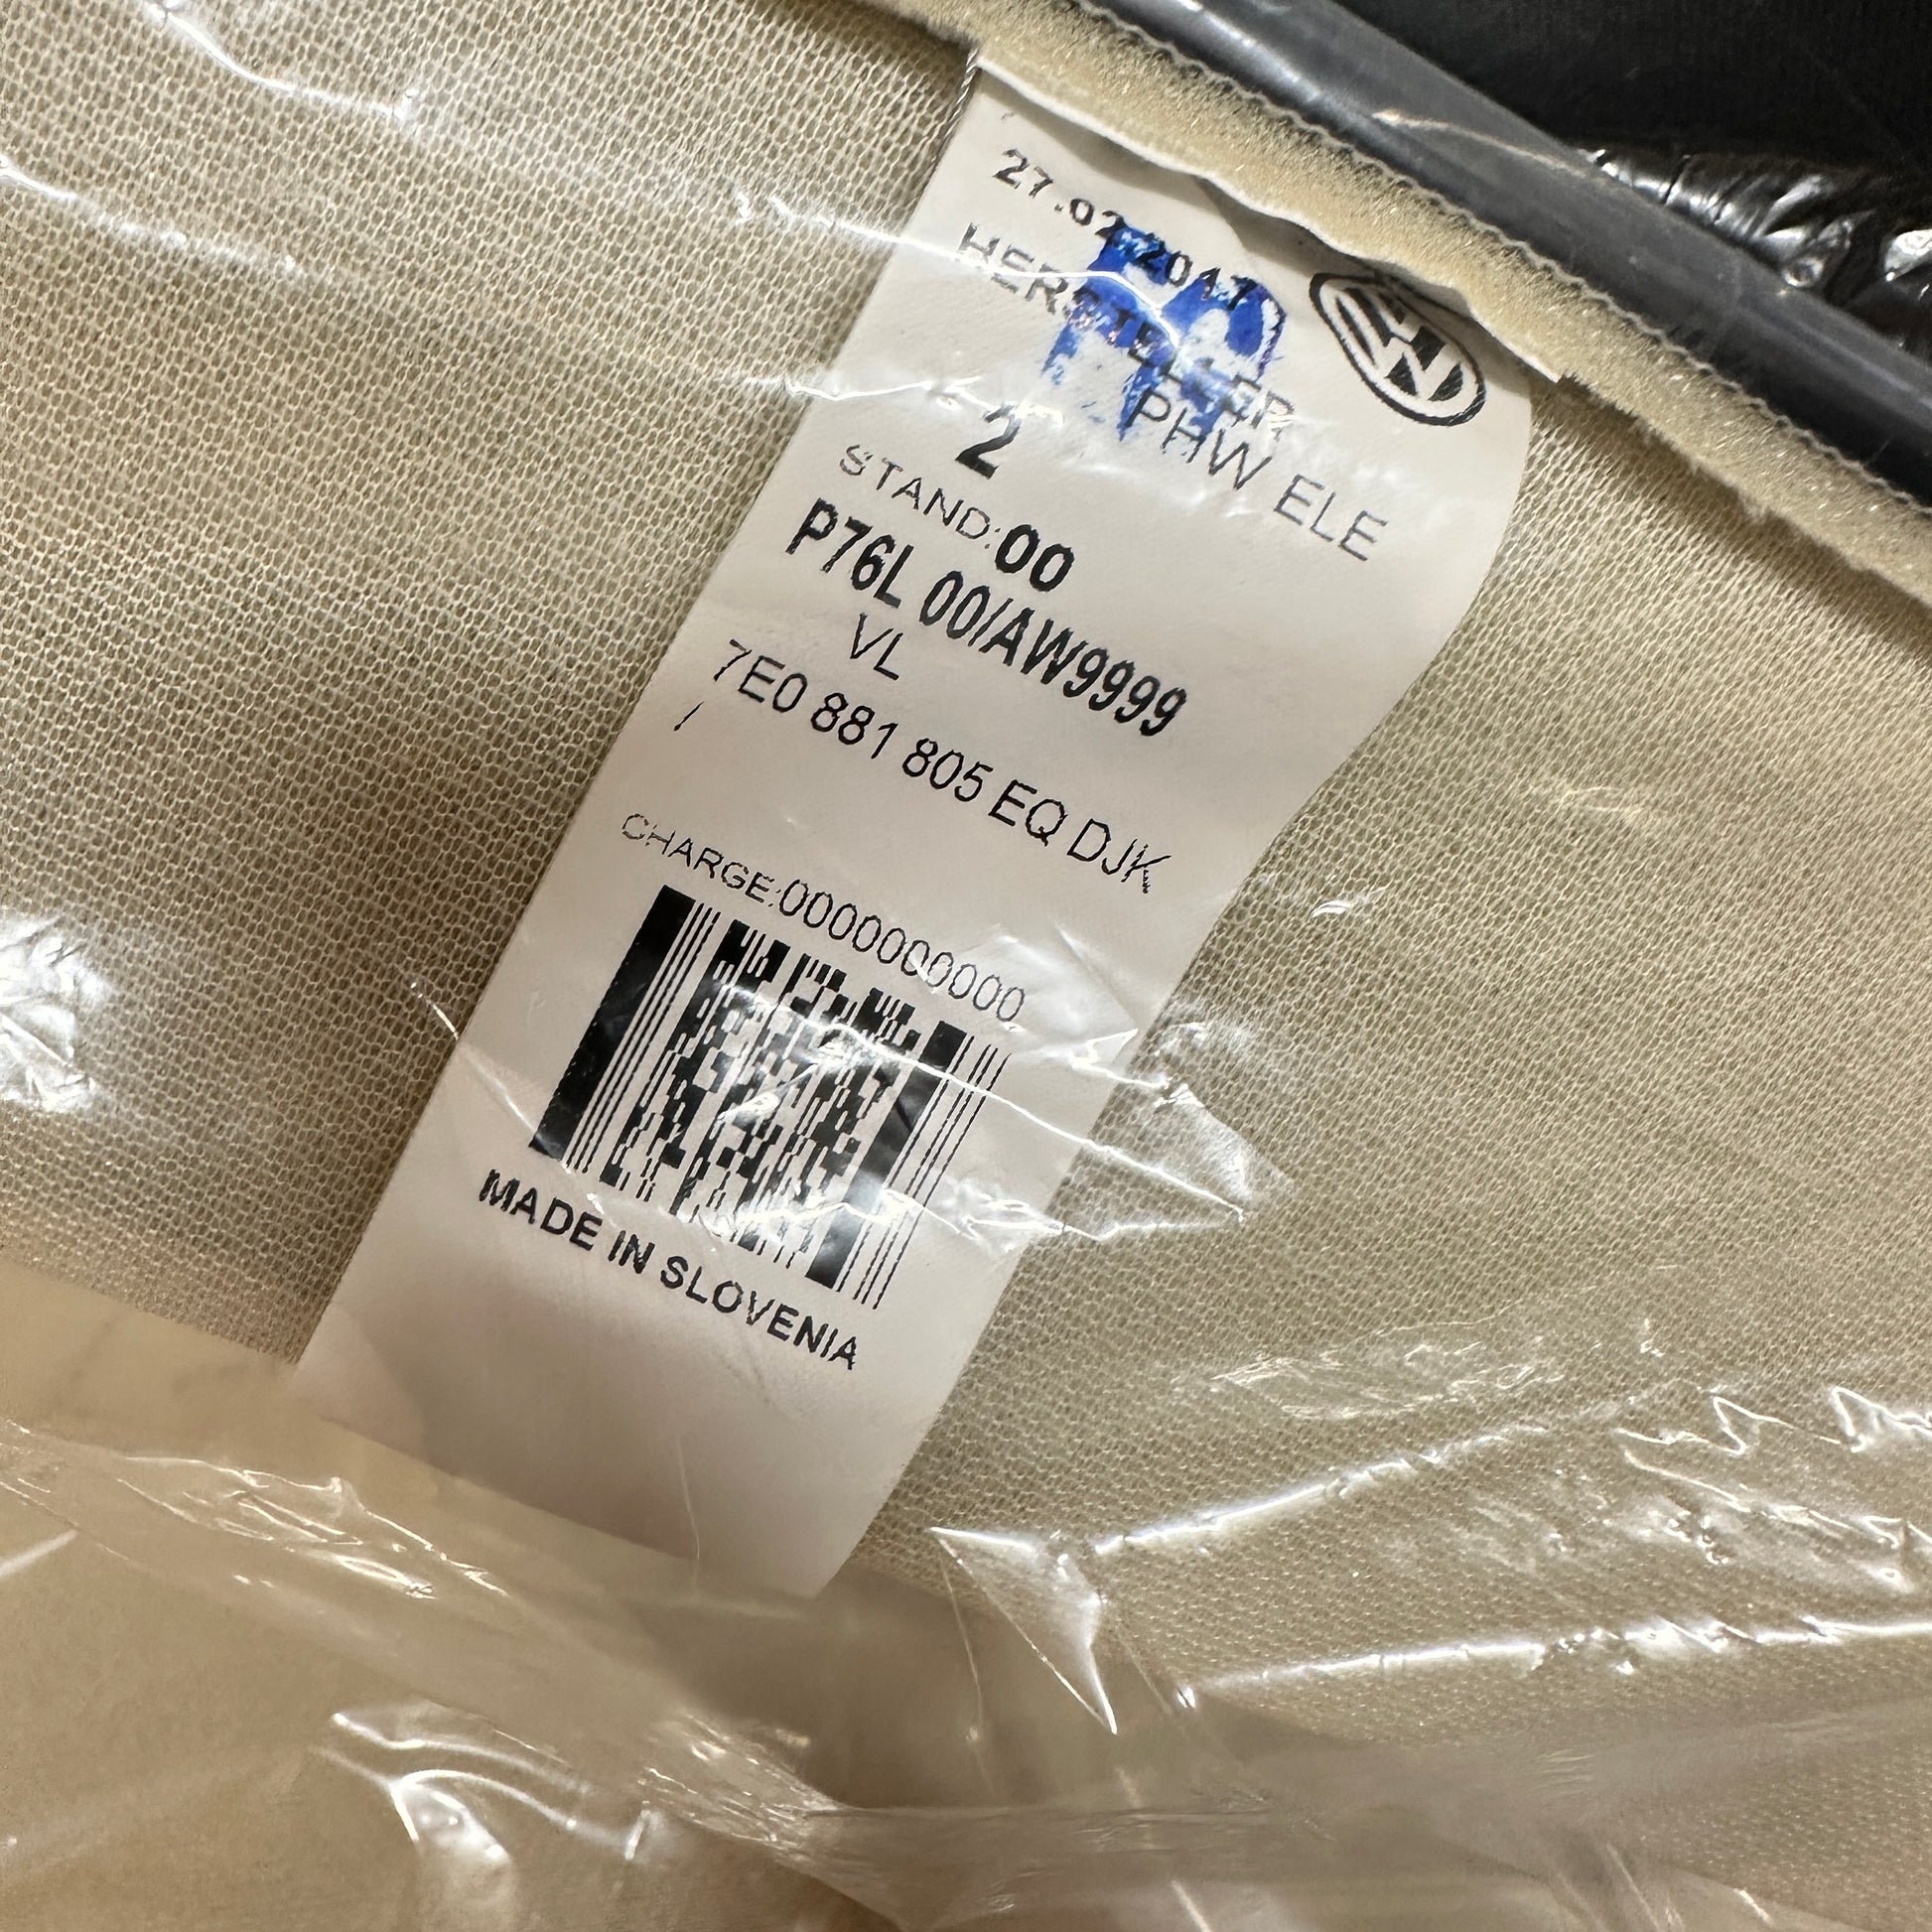 27.02.2017
HERSTELLER
PHW ELE
2
STAND:00
P76L 00/AW9999
VL
7E0 881 805 EQ DJK
/
CHARGE:0000000000
MADE IN SLOVENIA